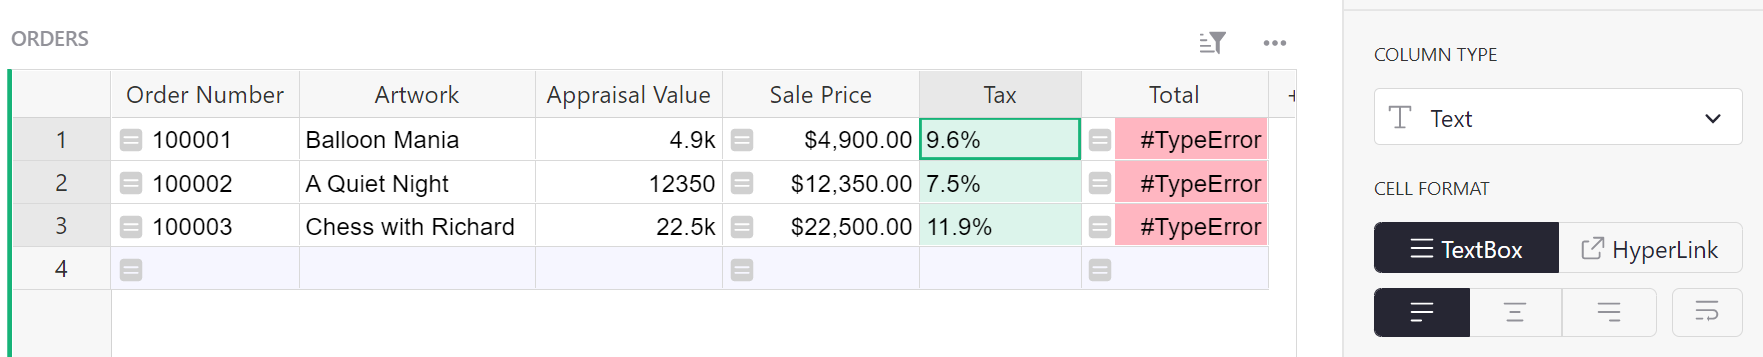 ORDERS
Order Number Artwork Appraisal Value Sale Price Tax Total +
1 = 100001 Balloon Mania 4.9k = $4,900.00 9.6% = #TypeError
2 = 100002 A Quiet Night 12350 = $12,350.00 7.5% = #TypeError
3 = 100003 Chess with Richard 22.5k = $22,500.00 11.9% = #TypeError
4 = = =
COLUMN TYPE
Text
CELL FORMAT
TextBox HyperLink